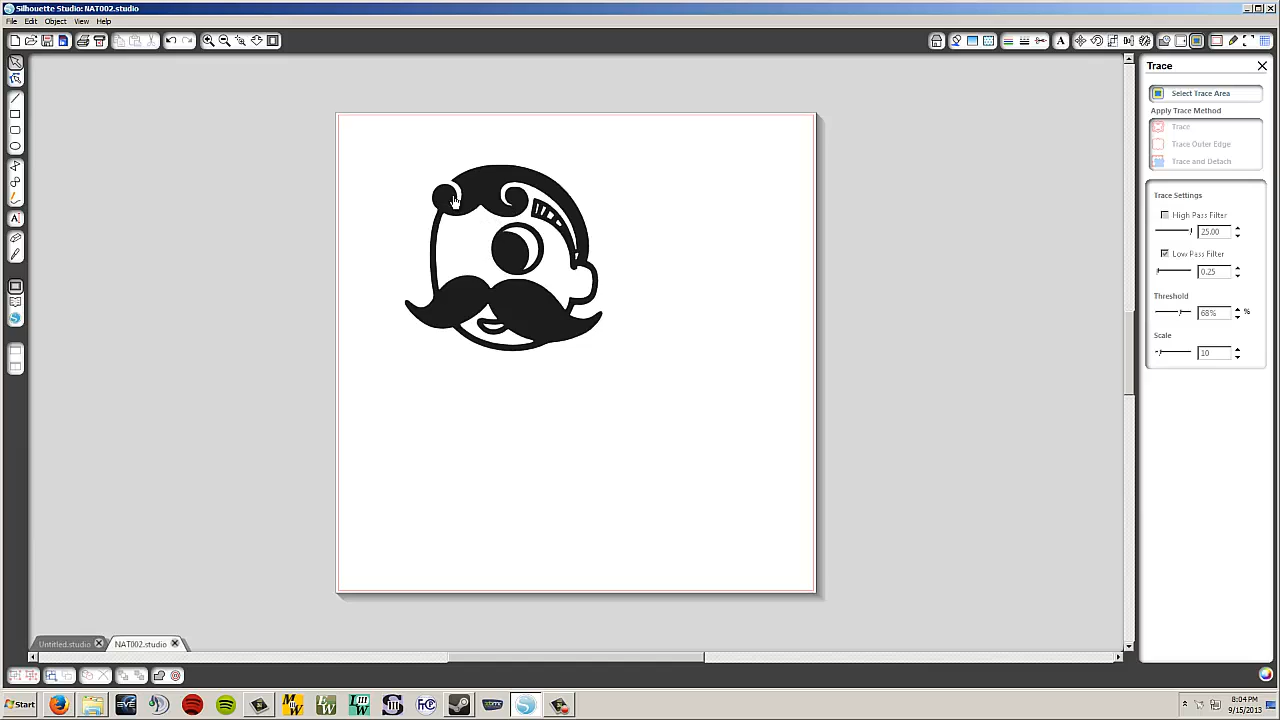 Silhouette Studio: NAT002.studio
File Edit Object View Help
Trace
Select Trace Area
Apply Trace Method
Trace
Trace Outer Edge
Trace and Detach
Trace Settings
High Pass Filter
25.00
Low Pass Filter
0.25
Threshold
68% %
Scale
10
Untitled.studio NAT002.studio
Start
8:04 PM
9/15/2013